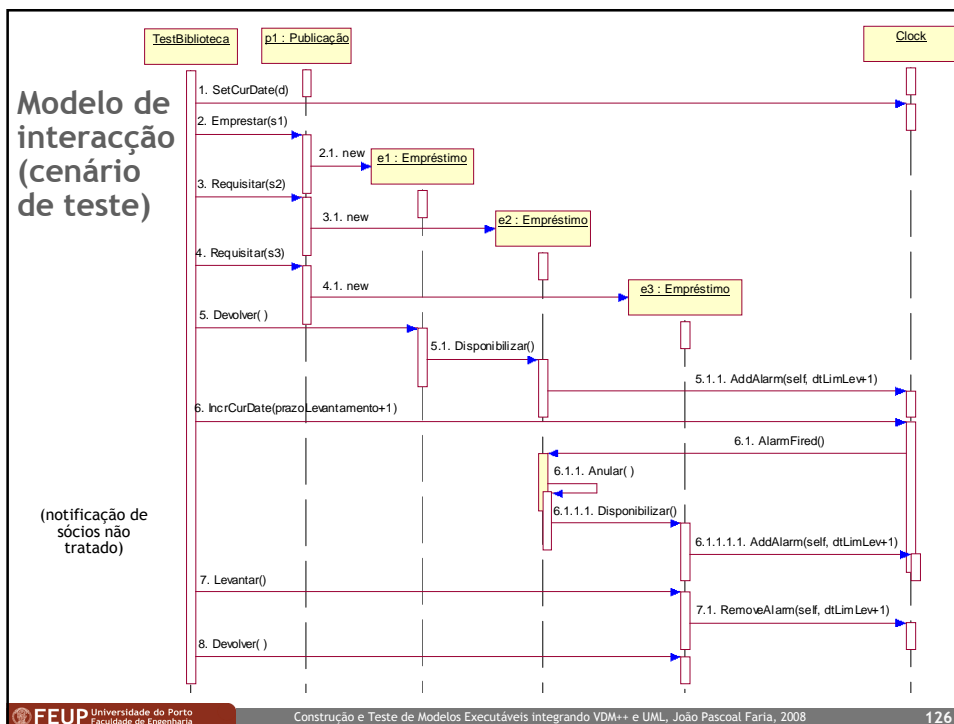 TestBiblioteca
p1 : Publicação
Clock
Modelo de
interacção
(cenário
de teste)
1. SetCurDate(d)
2. Emprestar(s1)
2.1. new
e1 : Empréstimo
3. Requisitar(s2)
3.1. new
e2 : Empréstimo
4. Requisitar(s3)
4.1. new
e3 : Empréstimo
5. Devolver( )
5.1. Disponibilizar()
5.1.1. AddAlarm(self, dtLimLev+1)
6. IncrCurDate(prazoLevantamento+1)
6.1. AlarmFired()
6.1.1. Anular( )
(notificação de
sócios não
tratado)
6.1.1.1. Disponibilizar()
6.1.1.1.1. AddAlarm(self, dtLimLev+1)
7. Levantar()
7.1. RemoveAlarm(self, dtLimLev+1)
8. Devolver( )
FEUP Universidade do Porto
Faculdade de Engenharia
Construção e Teste de Modelos Executáveis integrando VDM++ e UML, João Pascoal Faria, 2008
126